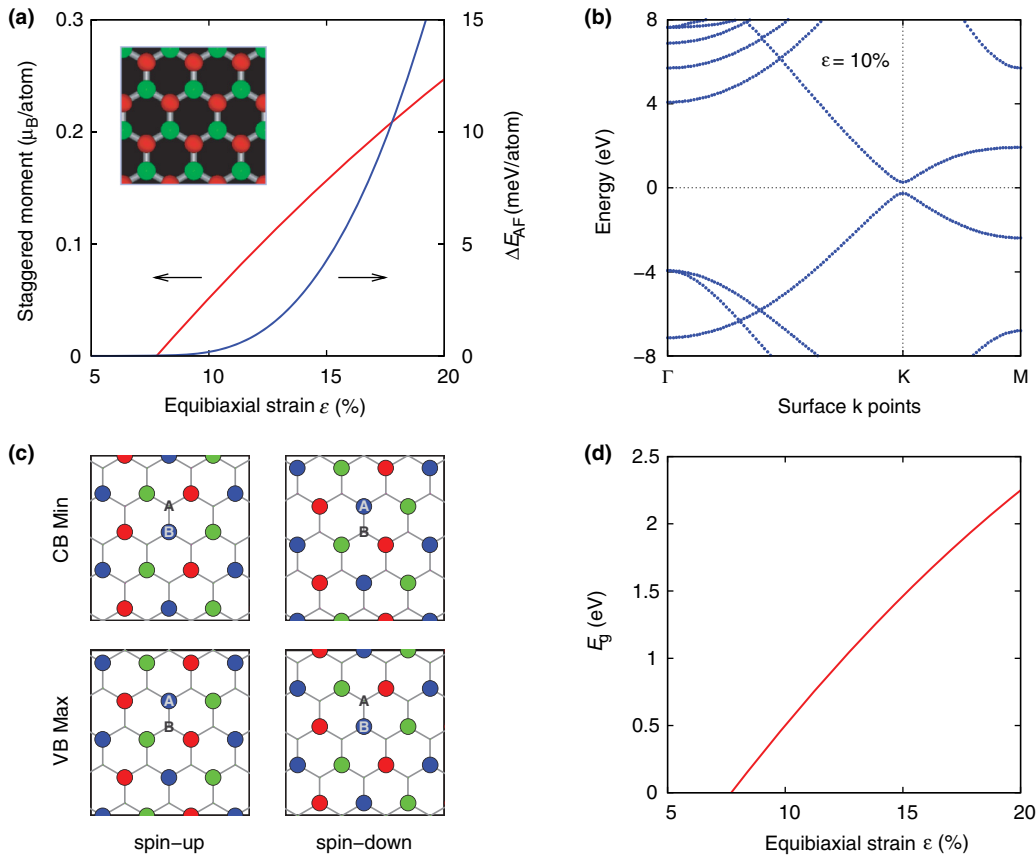 (a)
0.3
0.2
0.1
0
Staggered moment (μB/atom)
15
10
5
0
ΔEAF (meV/atom)
5
10
15
20
Equibiaxial strain ε (%)
(b)
8
4
0
−4
−8
Energy (eV)
ε = 10%
Γ
K
M
Surface k points
(c)
CB Min
A
B
A
B
VB Max
A
B
A
B
spin−up
spin−down
(d)
2.5
2
1.5
1
0.5
0
Eg (eV)
5
10
15
20
Equibiaxial strain ε (%)